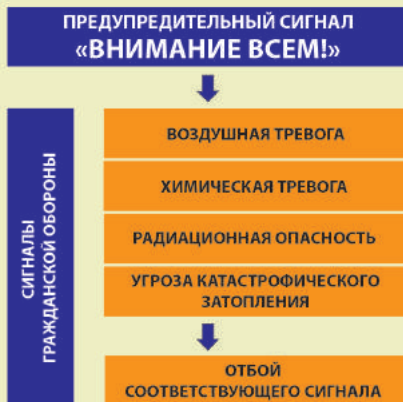 ПРЕДУПРЕДИТЕЛЬНЫЙ СИГНАЛ
«ВНИМАНИЕ ВСЕМ!»
СИГНАЛЫ
ГРАЖДАНСКОЙ ОБОРОНЫ
ВОЗДУШНАЯ ТРЕВОГА
ХИМИЧЕСКАЯ ТРЕВОГА
РАДИАЦИОННАЯ ОПАСНОСТЬ
УГРОЗА КАТАСТРОФИЧЕСКОГО
ЗАТОПЛЕНИЯ
ОТБОЙ
СООТВЕТСТВУЮЩЕГО СИГНАЛА